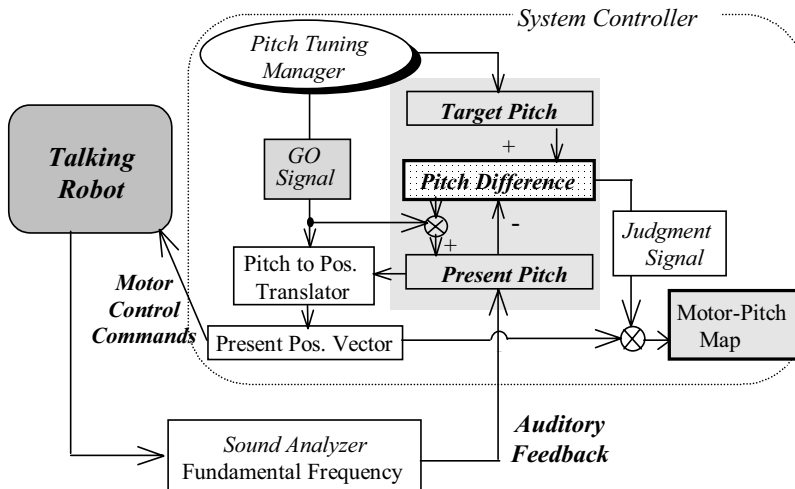 System Controller
Pitch Tuning
Manager
Target Pitch
+
Talking
Robot
GO
Signal
Pitch Difference
-
+
Judgment
Signal
Pitch to Pos.
Translator
Present Pitch
Motor
Control
Commands
Present Pos. Vector
Motor-Pitch
Map
Sound Analyzer
Fundamental Frequency
Auditory
Feedback